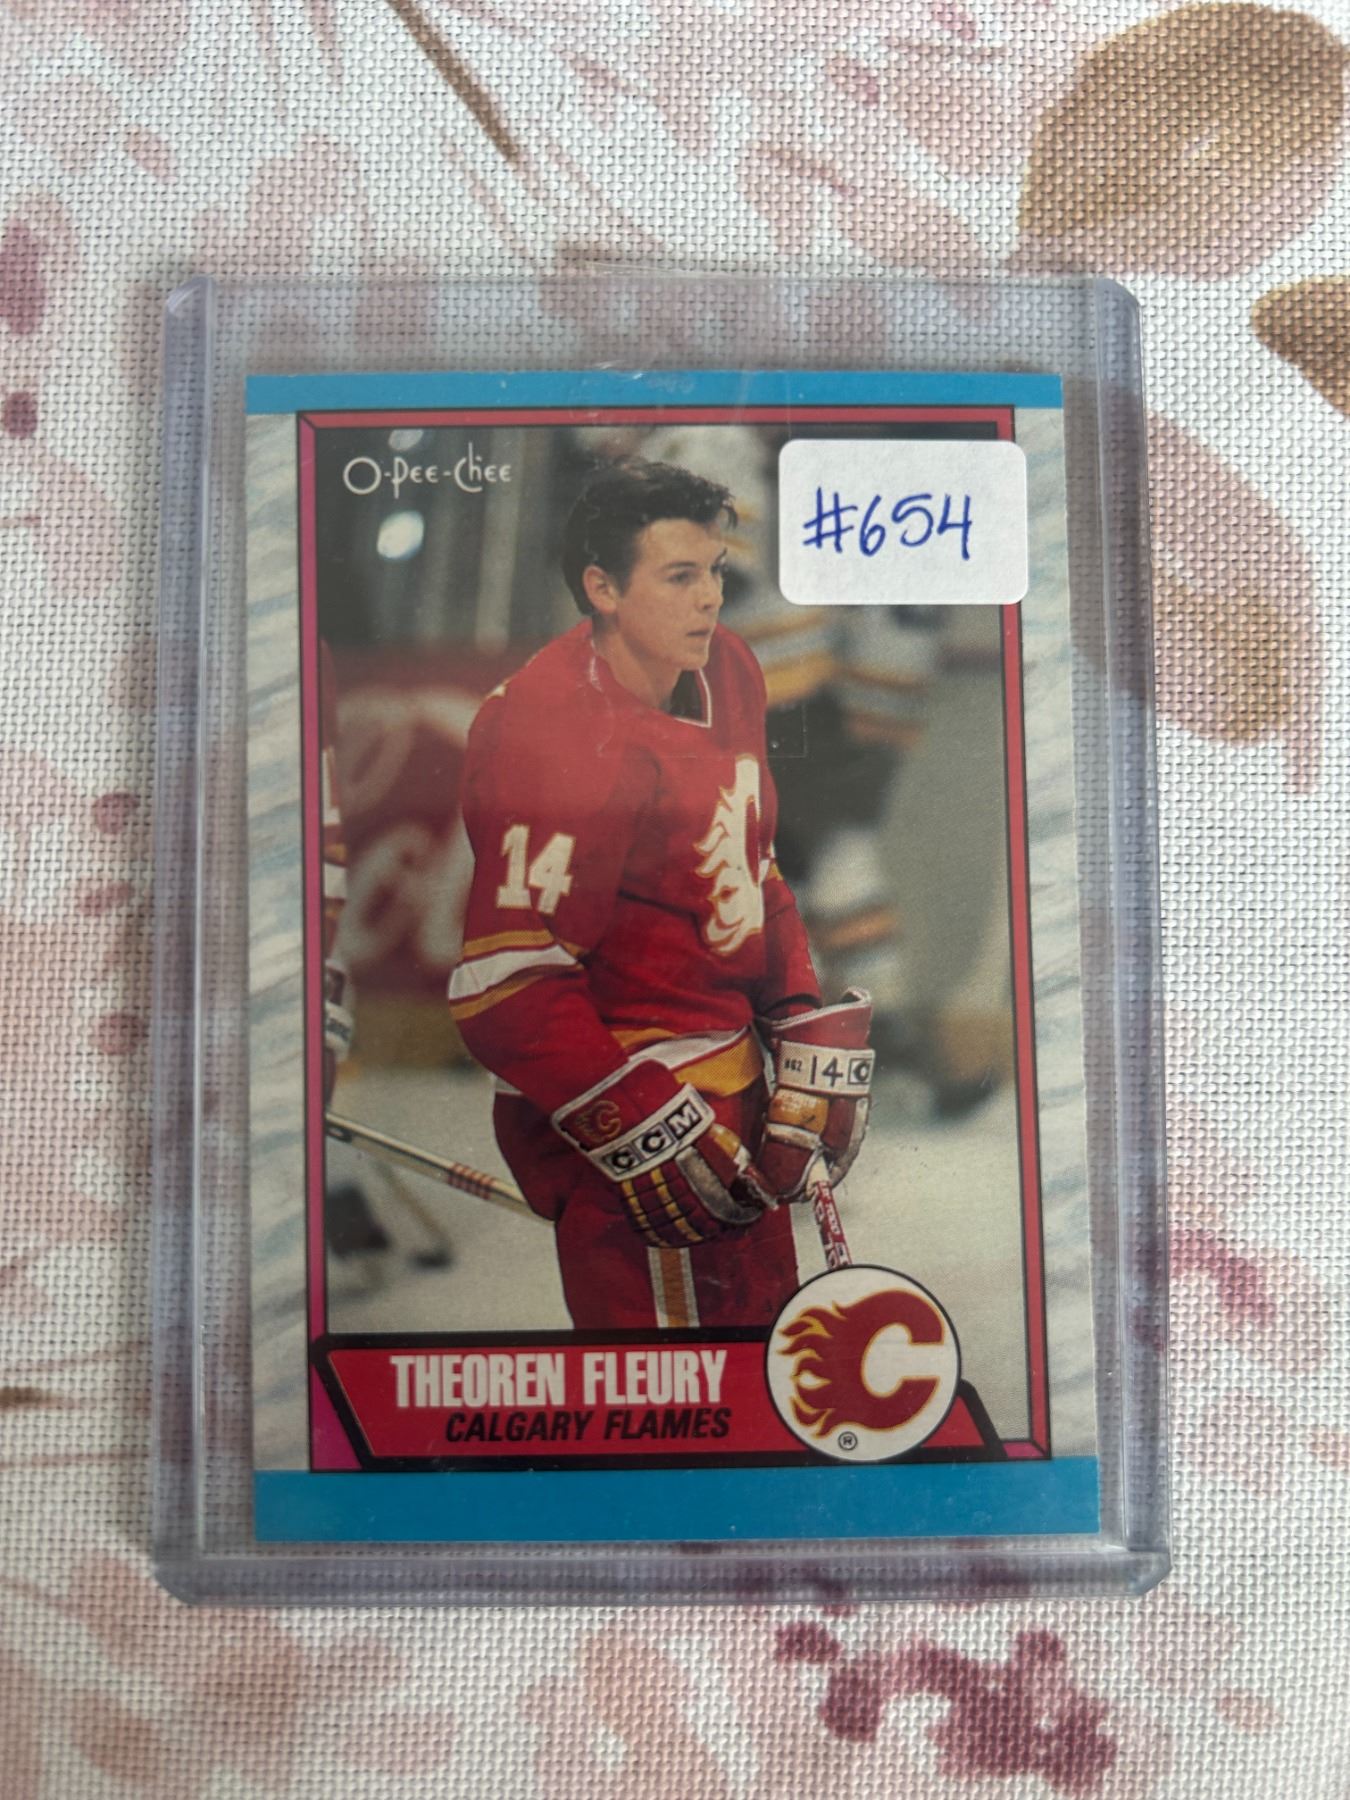 O-Pee-Chee
#654
14
14
C
CCM
THEOREN FLEURY
CALGARY FLAMES
C
®